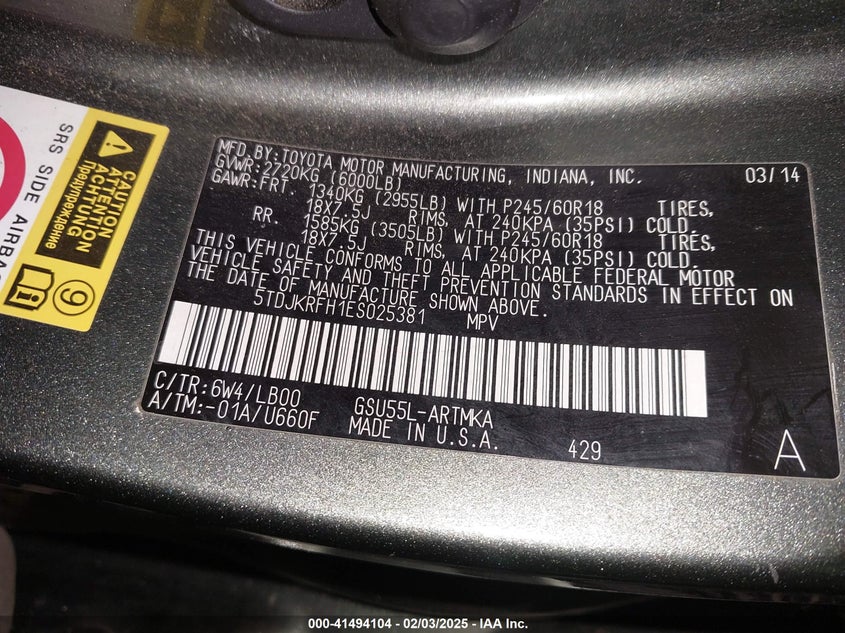 SRS SIDE AIRBAG
CAUTION
ATTENTION
ACHTUNG
Предупреждение
MFD.BY:TOYOTA MOTOR MANUFACTURING, INDIANA, INC. 03/14
GVWR:2720KG (6000LB)
GAWR:FRT. 1340KG (2955LB) WITH P245/60R18 TIRES,
18X7.5J RIMS, AT 240KPA (35PSI) COLD.
RR. 1585KG (3505LB) WITH P245/60R18 TIRES,
18X7.5J RIMS, AT 240KPA (35PSI) COLD.
THIS VEHICLE CONFORMS TO ALL APPLICABLE FEDERAL MOTOR
VEHICLE SAFETY AND THEFT PREVENTION STANDARDS IN EFFECT ON
THE DATE OF MANUFACTURE SHOWN ABOVE.
5TDJKRFH1ES025381 MPV
C/TR:6W4/LB00 GSU55L-ARTMKA
A/TM:-01A/U660F MADE IN U.S.A. 429 A
000-41494104 - 02/03/2025 - IAA Inc.